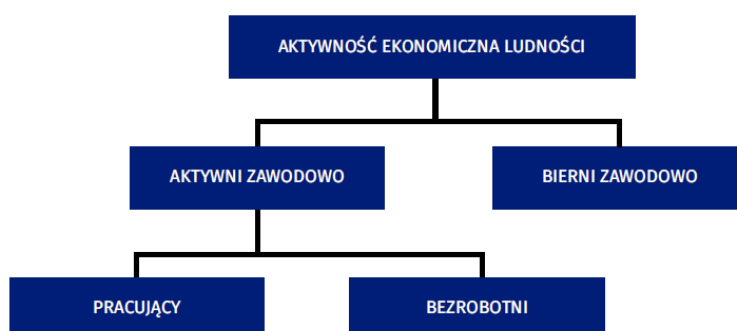 AKTYWNOŚĆ EKONOMICZNA LUDNOŚCI
AKTYWNI ZAWODOWO
BIERNI ZAWODOWO
PRACUJĄCY
BEZROBOTNI